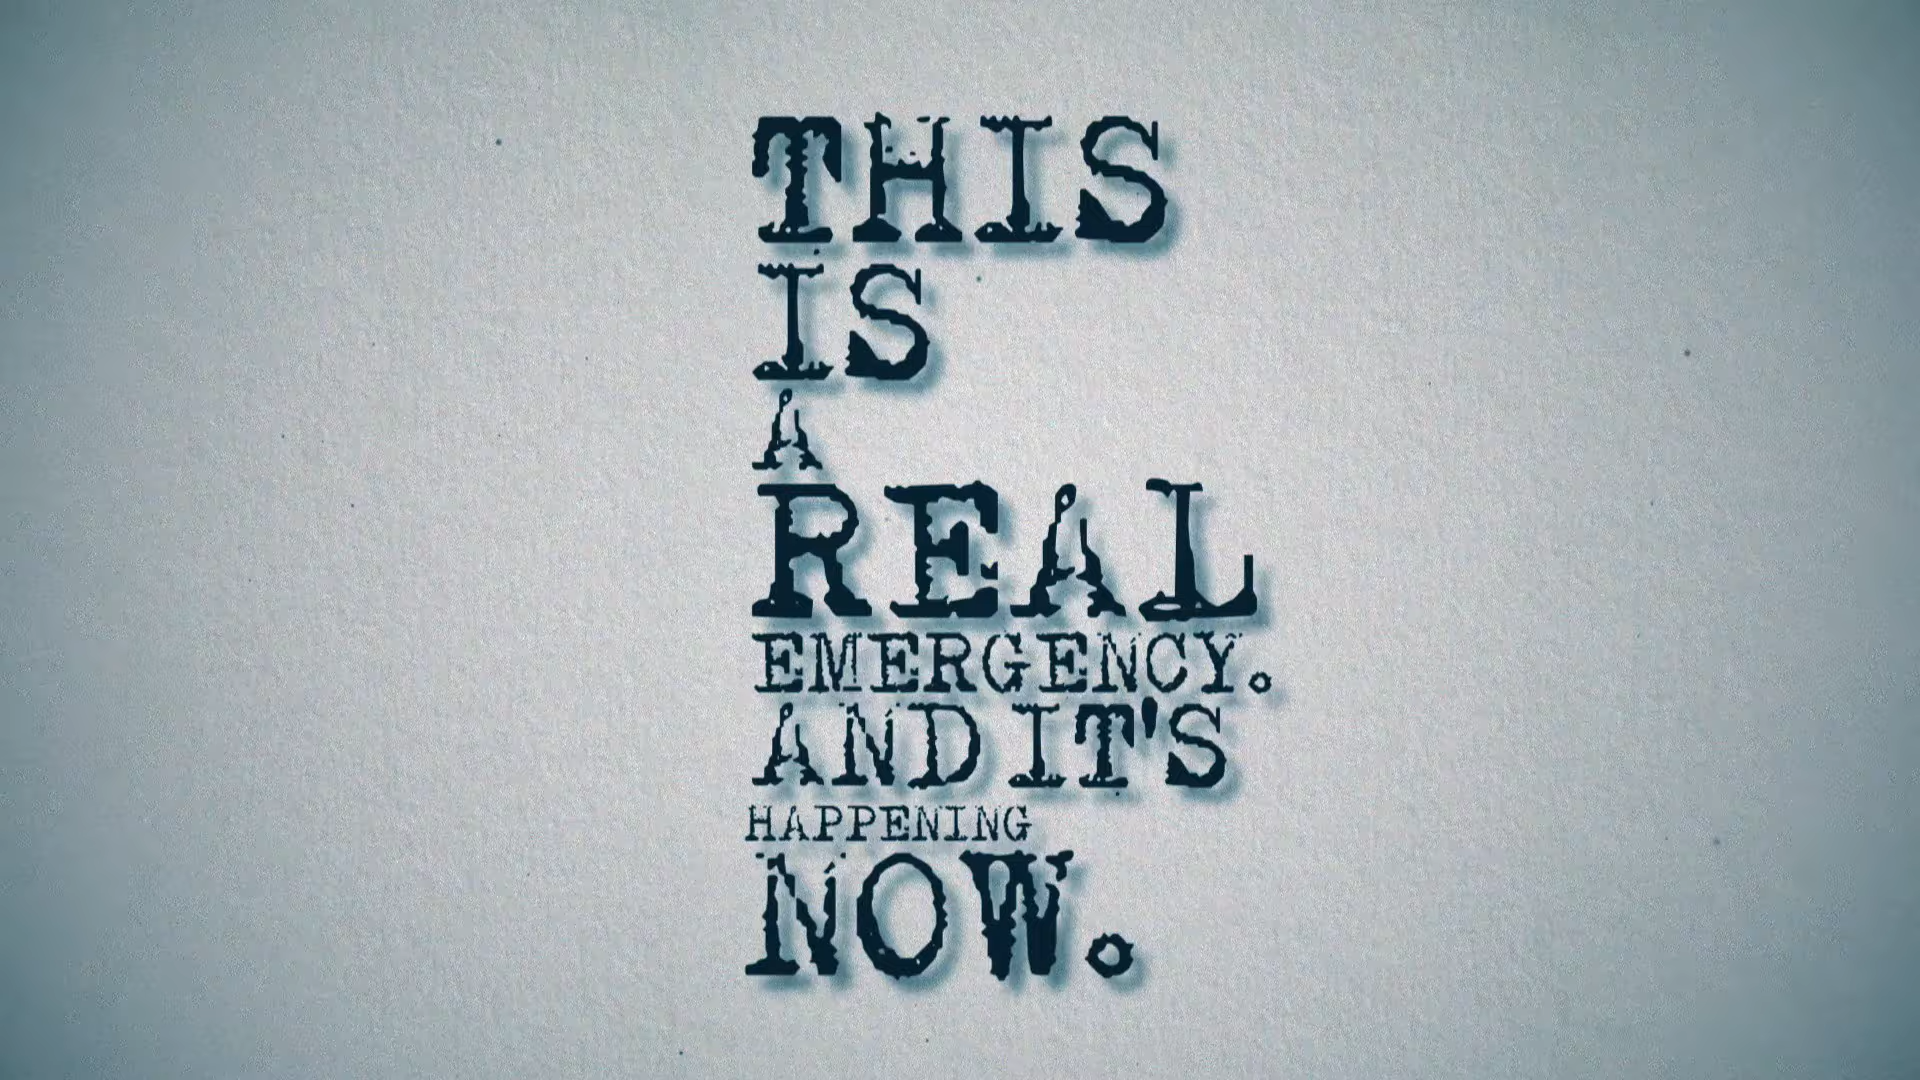 THIS
IS
A
REAL
EMERGENCY.
AND IT'S
HAPPENING
NOW.